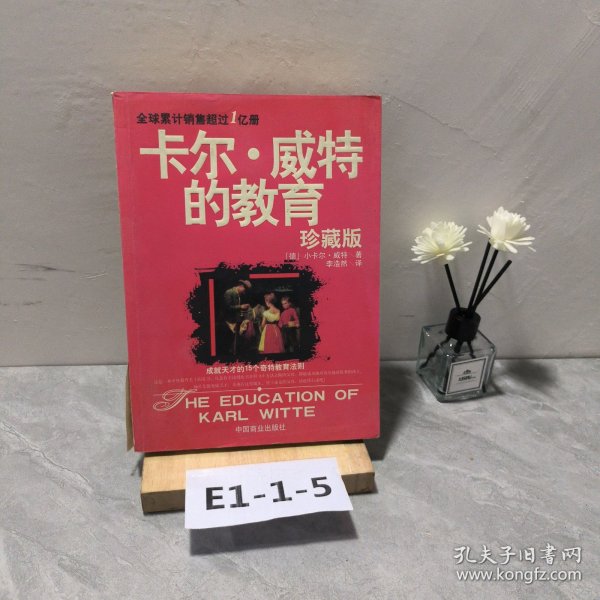 全球累计销售超过1亿册
卡尔·威特
的教育
珍藏版
［德］小卡尔·威特 著
李浩然 译
成就天才的15个奇特教育法则
THE EDUCATION OF
KARL WITTE
中国商业出版社
E1-1-5
孔夫子旧书网
www.kongfz.com